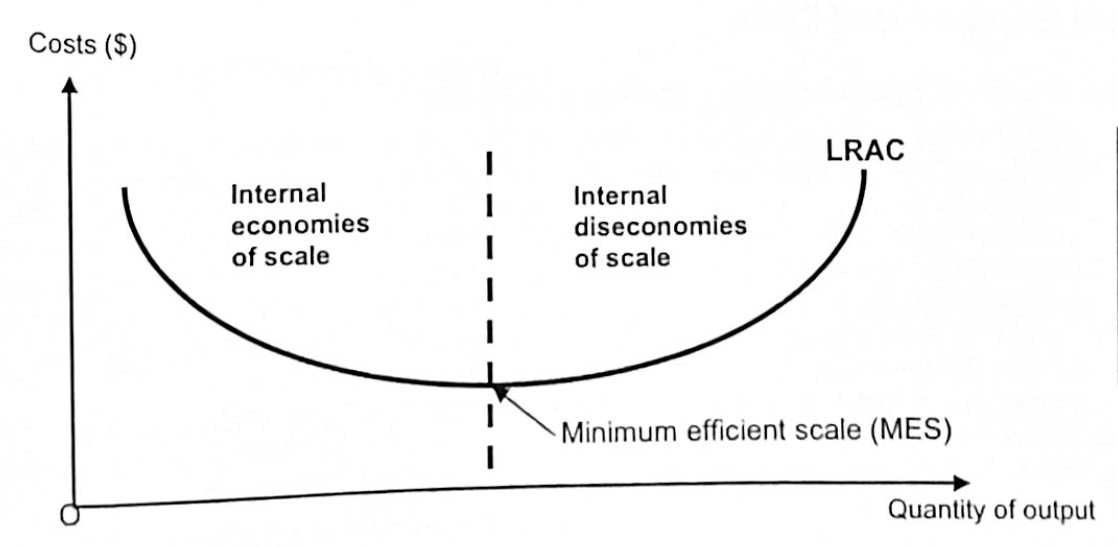 Costs ($)
LRAC
Internal
economies
of scale
Internal
diseconomies
of scale
Minimum efficient scale (MES)
O
Quantity of output